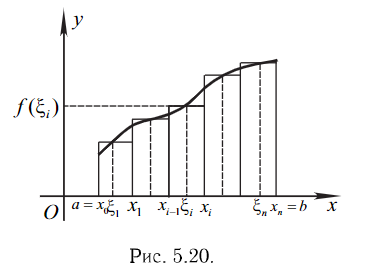 y
f(ξᵢ)
O a = x₀ ξ₁ x₁ xᵢ₋₁ ξᵢ xᵢ ξₙ xₙ = b x
Рис. 5.20.